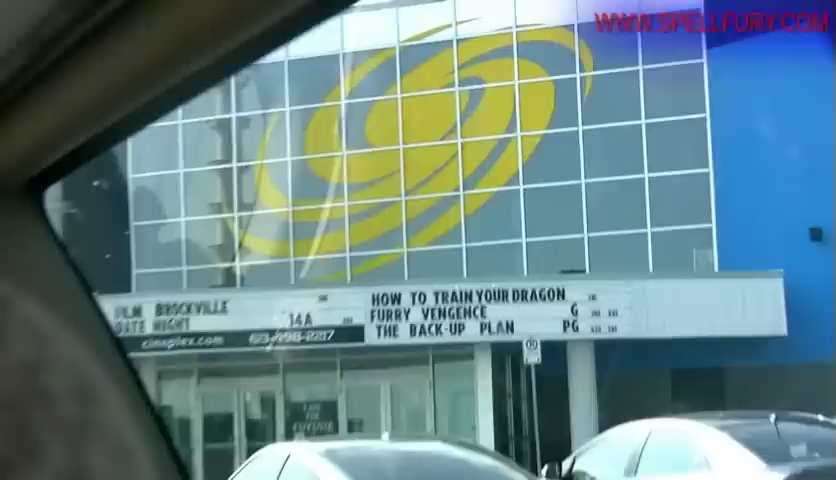 WWW.SPELLFURY.COM
FILM BROCKVILLE
DATE NIGHT 14A
cineplex.com
HOW TO TRAIN YOUR DRAGON
FURRY VENGENCE G
THE BACK-UP PLAN PG